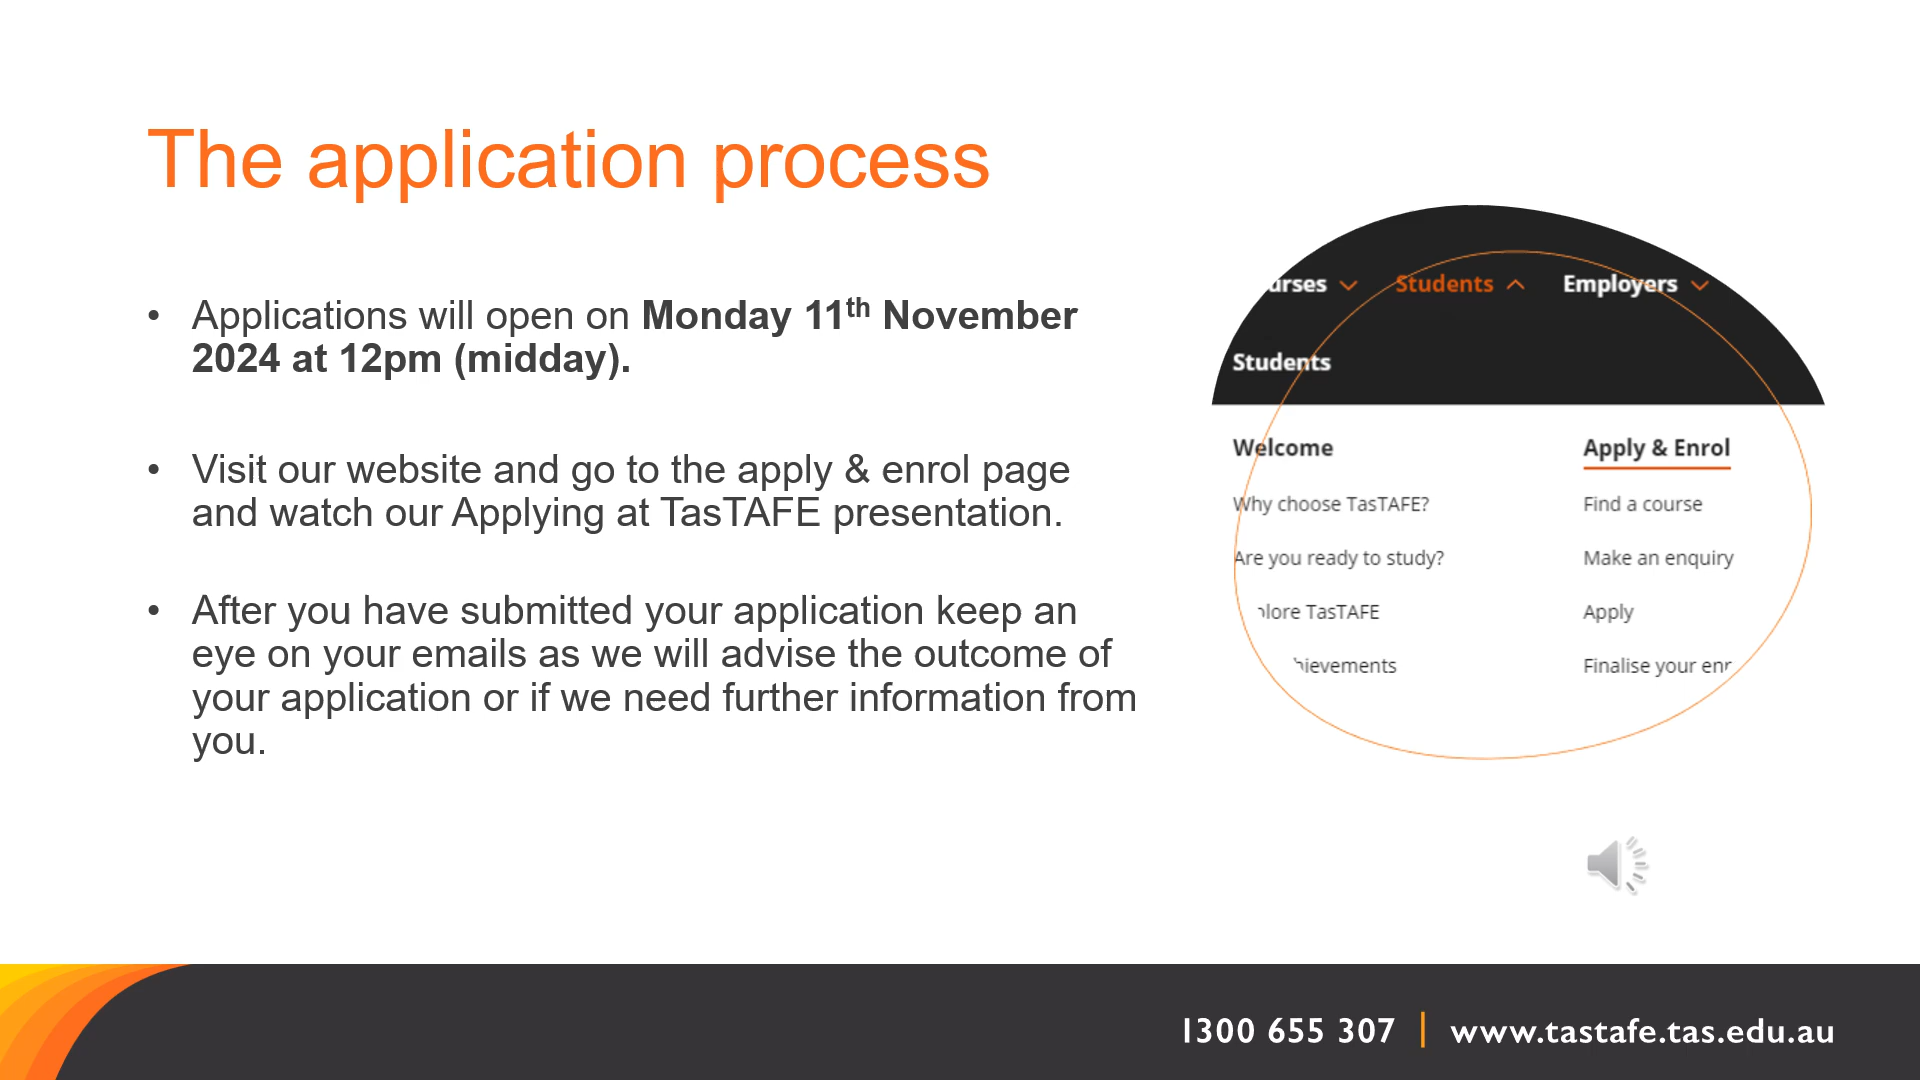 The application process
• Applications will open on Monday 11th November
2024 at 12pm (midday).
• Visit our website and go to the apply & enrol page
and watch our Applying at TasTAFE presentation.
• After you have submitted your application keep an
eye on your emails as we will advise the outcome of
your application or if we need further information from
you.
urses Students Employers
Students
Welcome Apply & Enrol
Why choose TasTAFE? Find a course
Are you ready to study? Make an enquiry
lore TasTAFE Apply
ievements Finalise your enr
1300 655 307 | www.tastafe.tas.edu.au